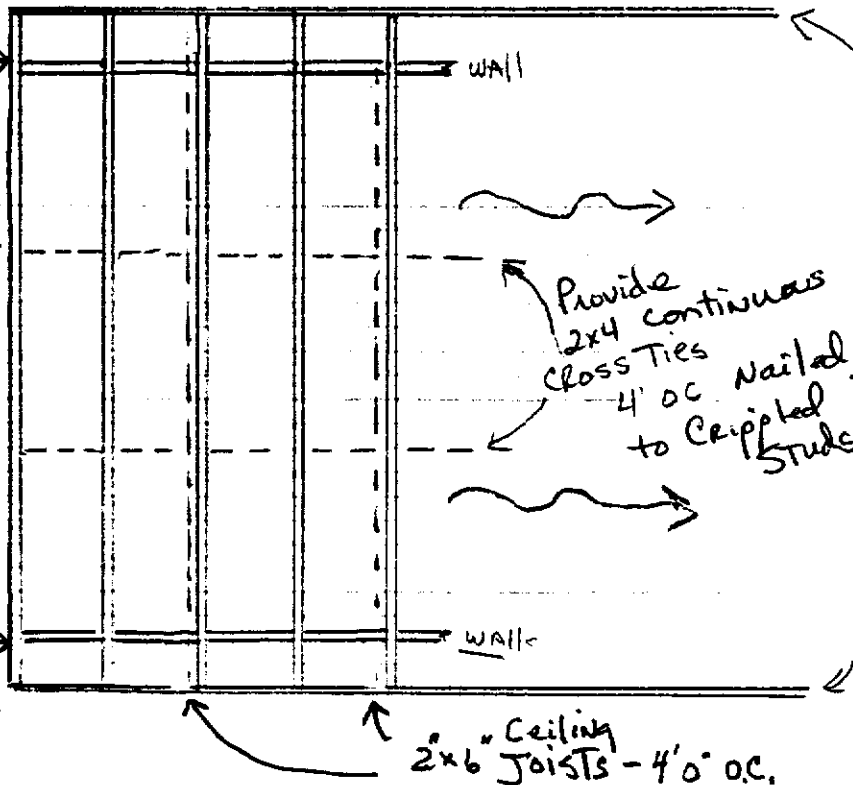 WAll
Provide
2x4 continuous
CROSS Ties
4' OC Nailed
to Crippled
Studs
WAll
2"x6" Ceiling
JoisTs - 4'0" O.C.